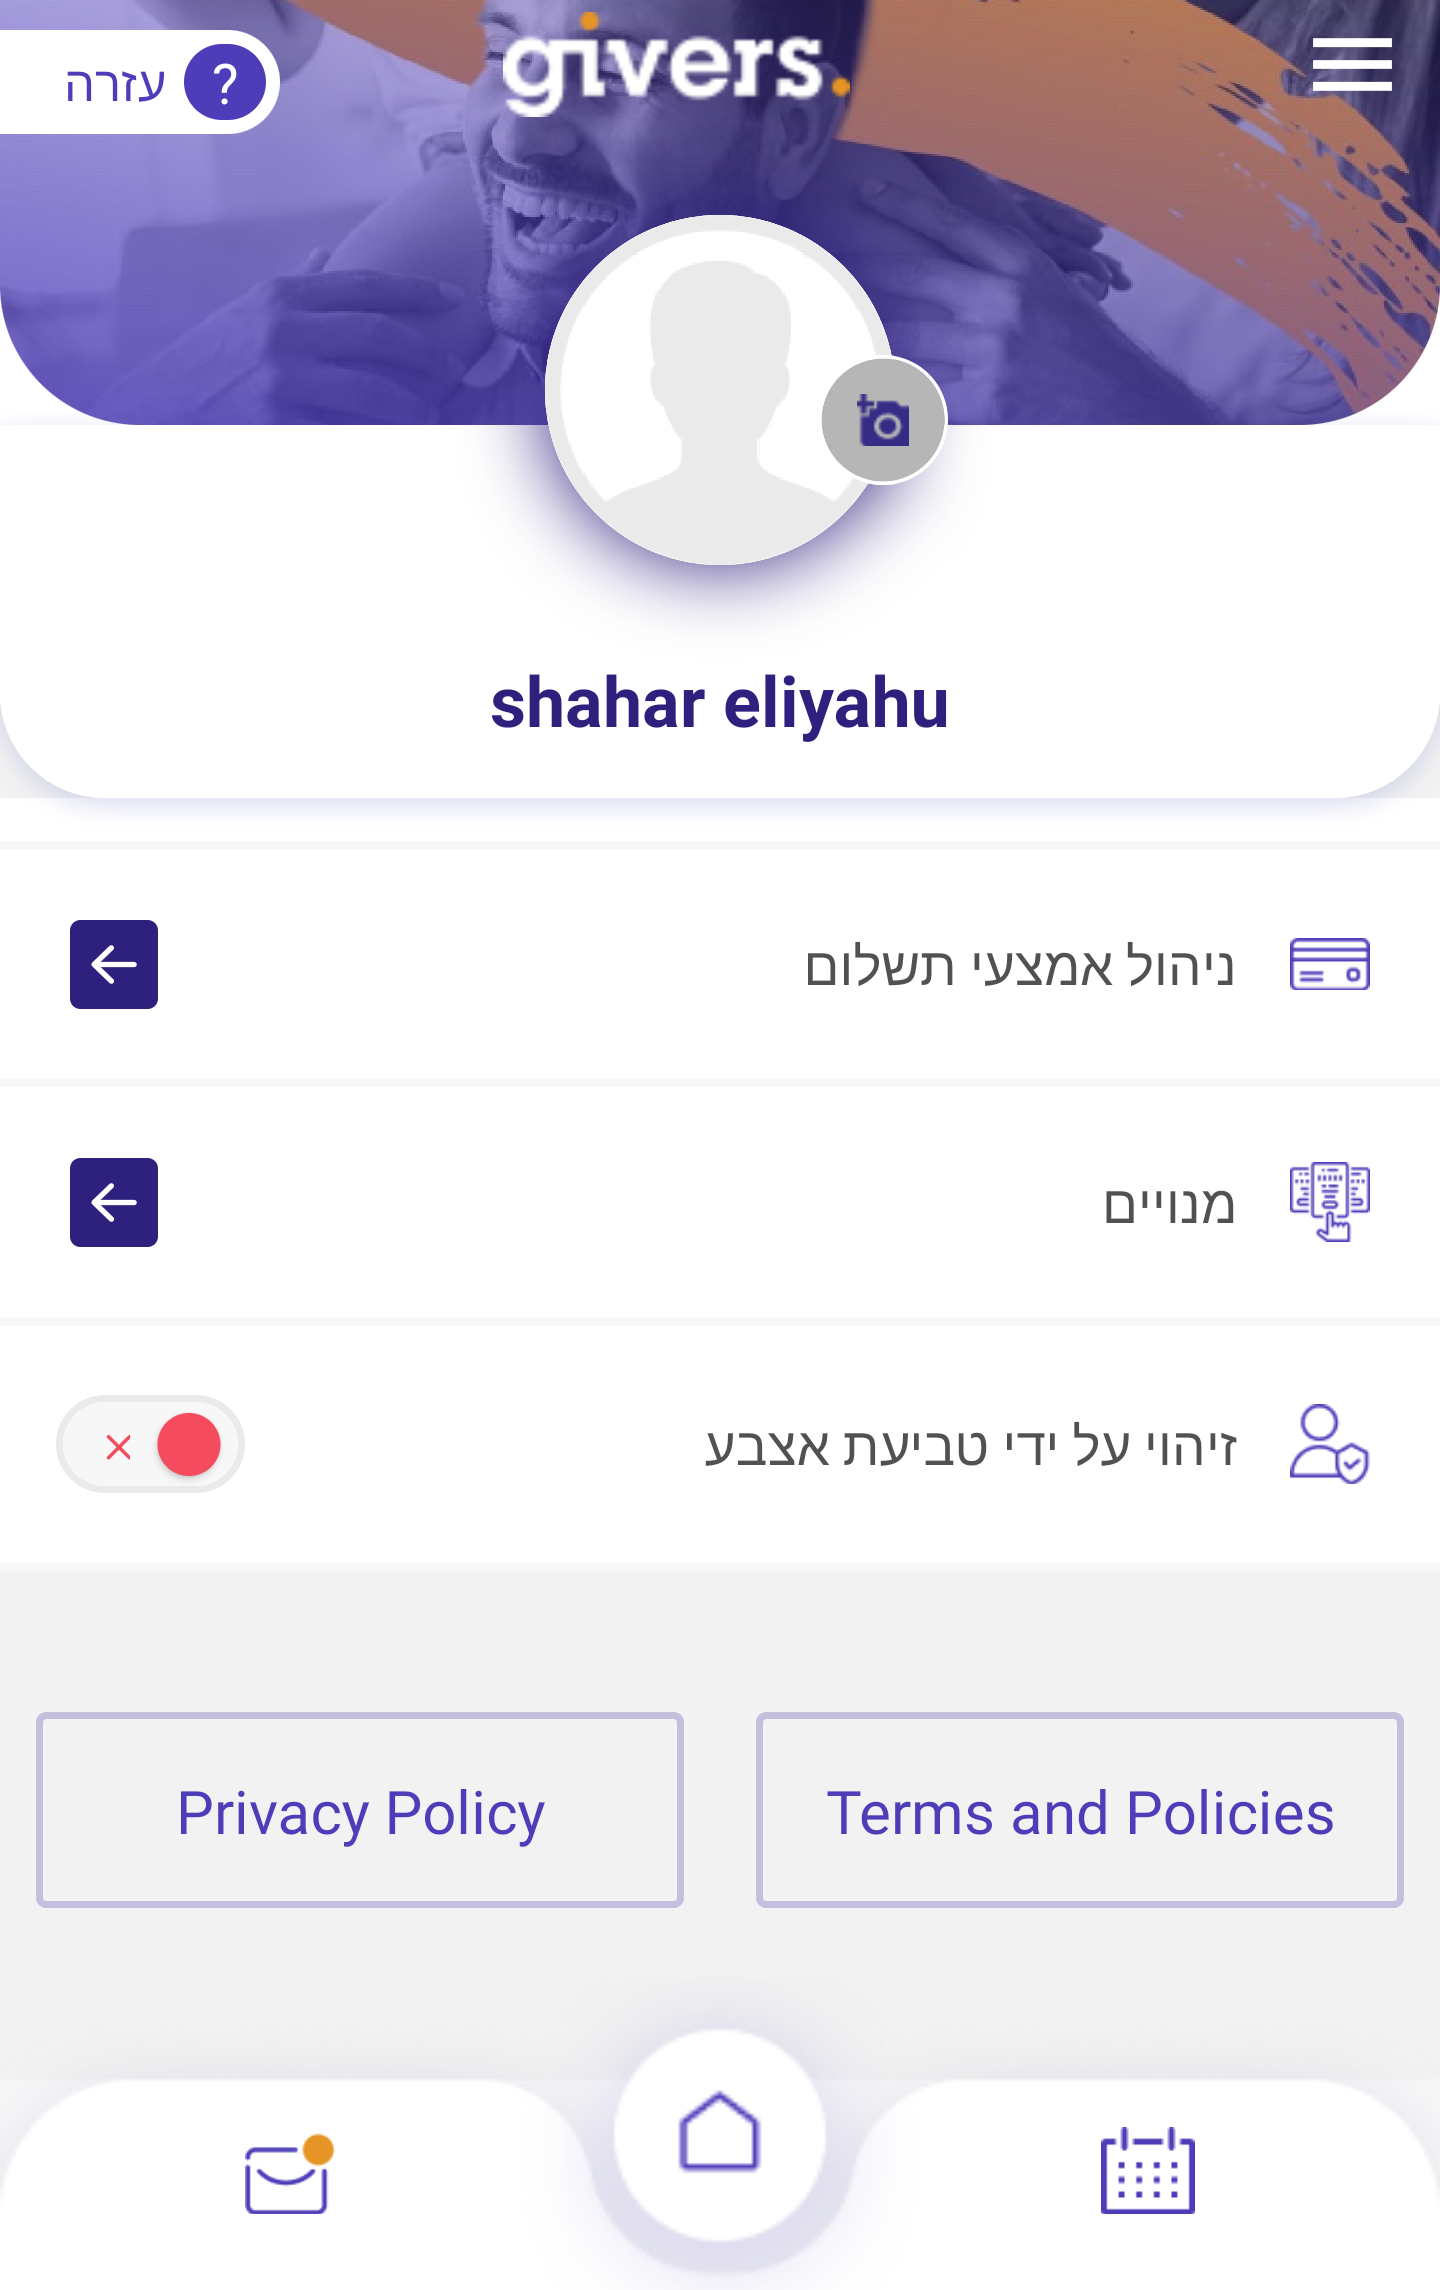 עזרה ?
givers.
shahar eliyahu
ניהול אמצעי תשלום
מנויים
זיהוי על ידי טביעת אצבע
Privacy Policy
Terms and Policies